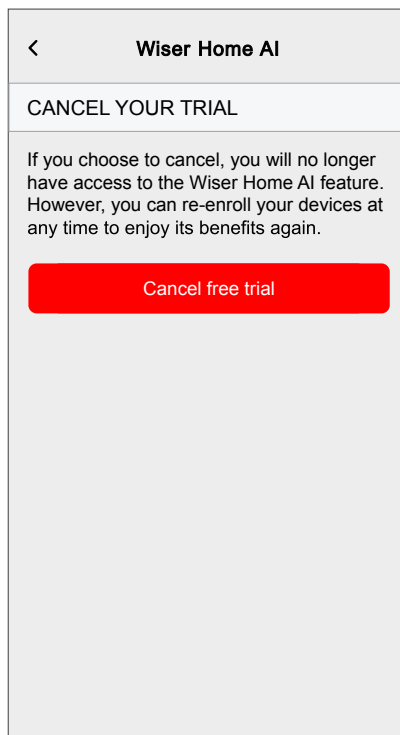 Wiser Home AI
CANCEL YOUR TRIAL
If you choose to cancel, you will no longer
have access to the Wiser Home AI feature.
However, you can re-enroll your devices at
any time to enjoy its benefits again.
Cancel free trial